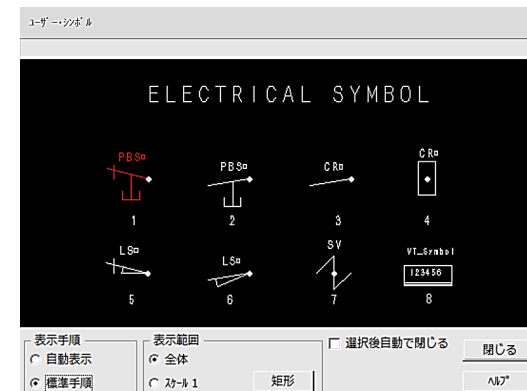 ﾕｰｻﾞｰ･ｼﾝﾎﾞﾙ
ELECTRICAL SYMBOL
PBS¤ PBS¤ CR¤ CR¤
1 2 3 4
LS¤ LS¤ SV VT_Symbol
123456
5 6 7 8
表示手順 表示範囲 選択後自動で閉じる 閉じる
自動表示 全体
標準手順 ｽｹｰﾙ 1 矩形 ﾍﾙﾌﾟ